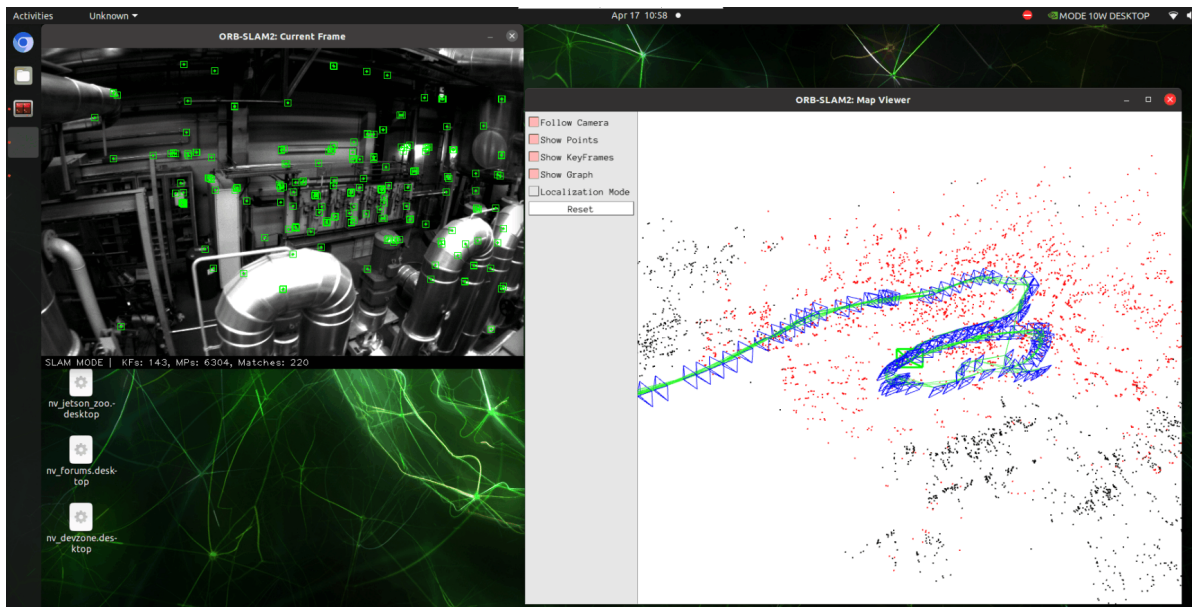 Activities
Unknown
Apr 17 10:58
MODE 10W DESKTOP
ORB-SLAM2: Current Frame
SLAM MODE | KFs: 143, MPs: 6304, Matches: 220
nv_jetson_zoo.-
desktop
nv_forums.desk-
top
nv_devzone.des-
ktop
ORB-SLAM2: Map Viewer
Follow Camera
Show Points
Show KeyFrames
Show Graph
Localization Mode
Reset